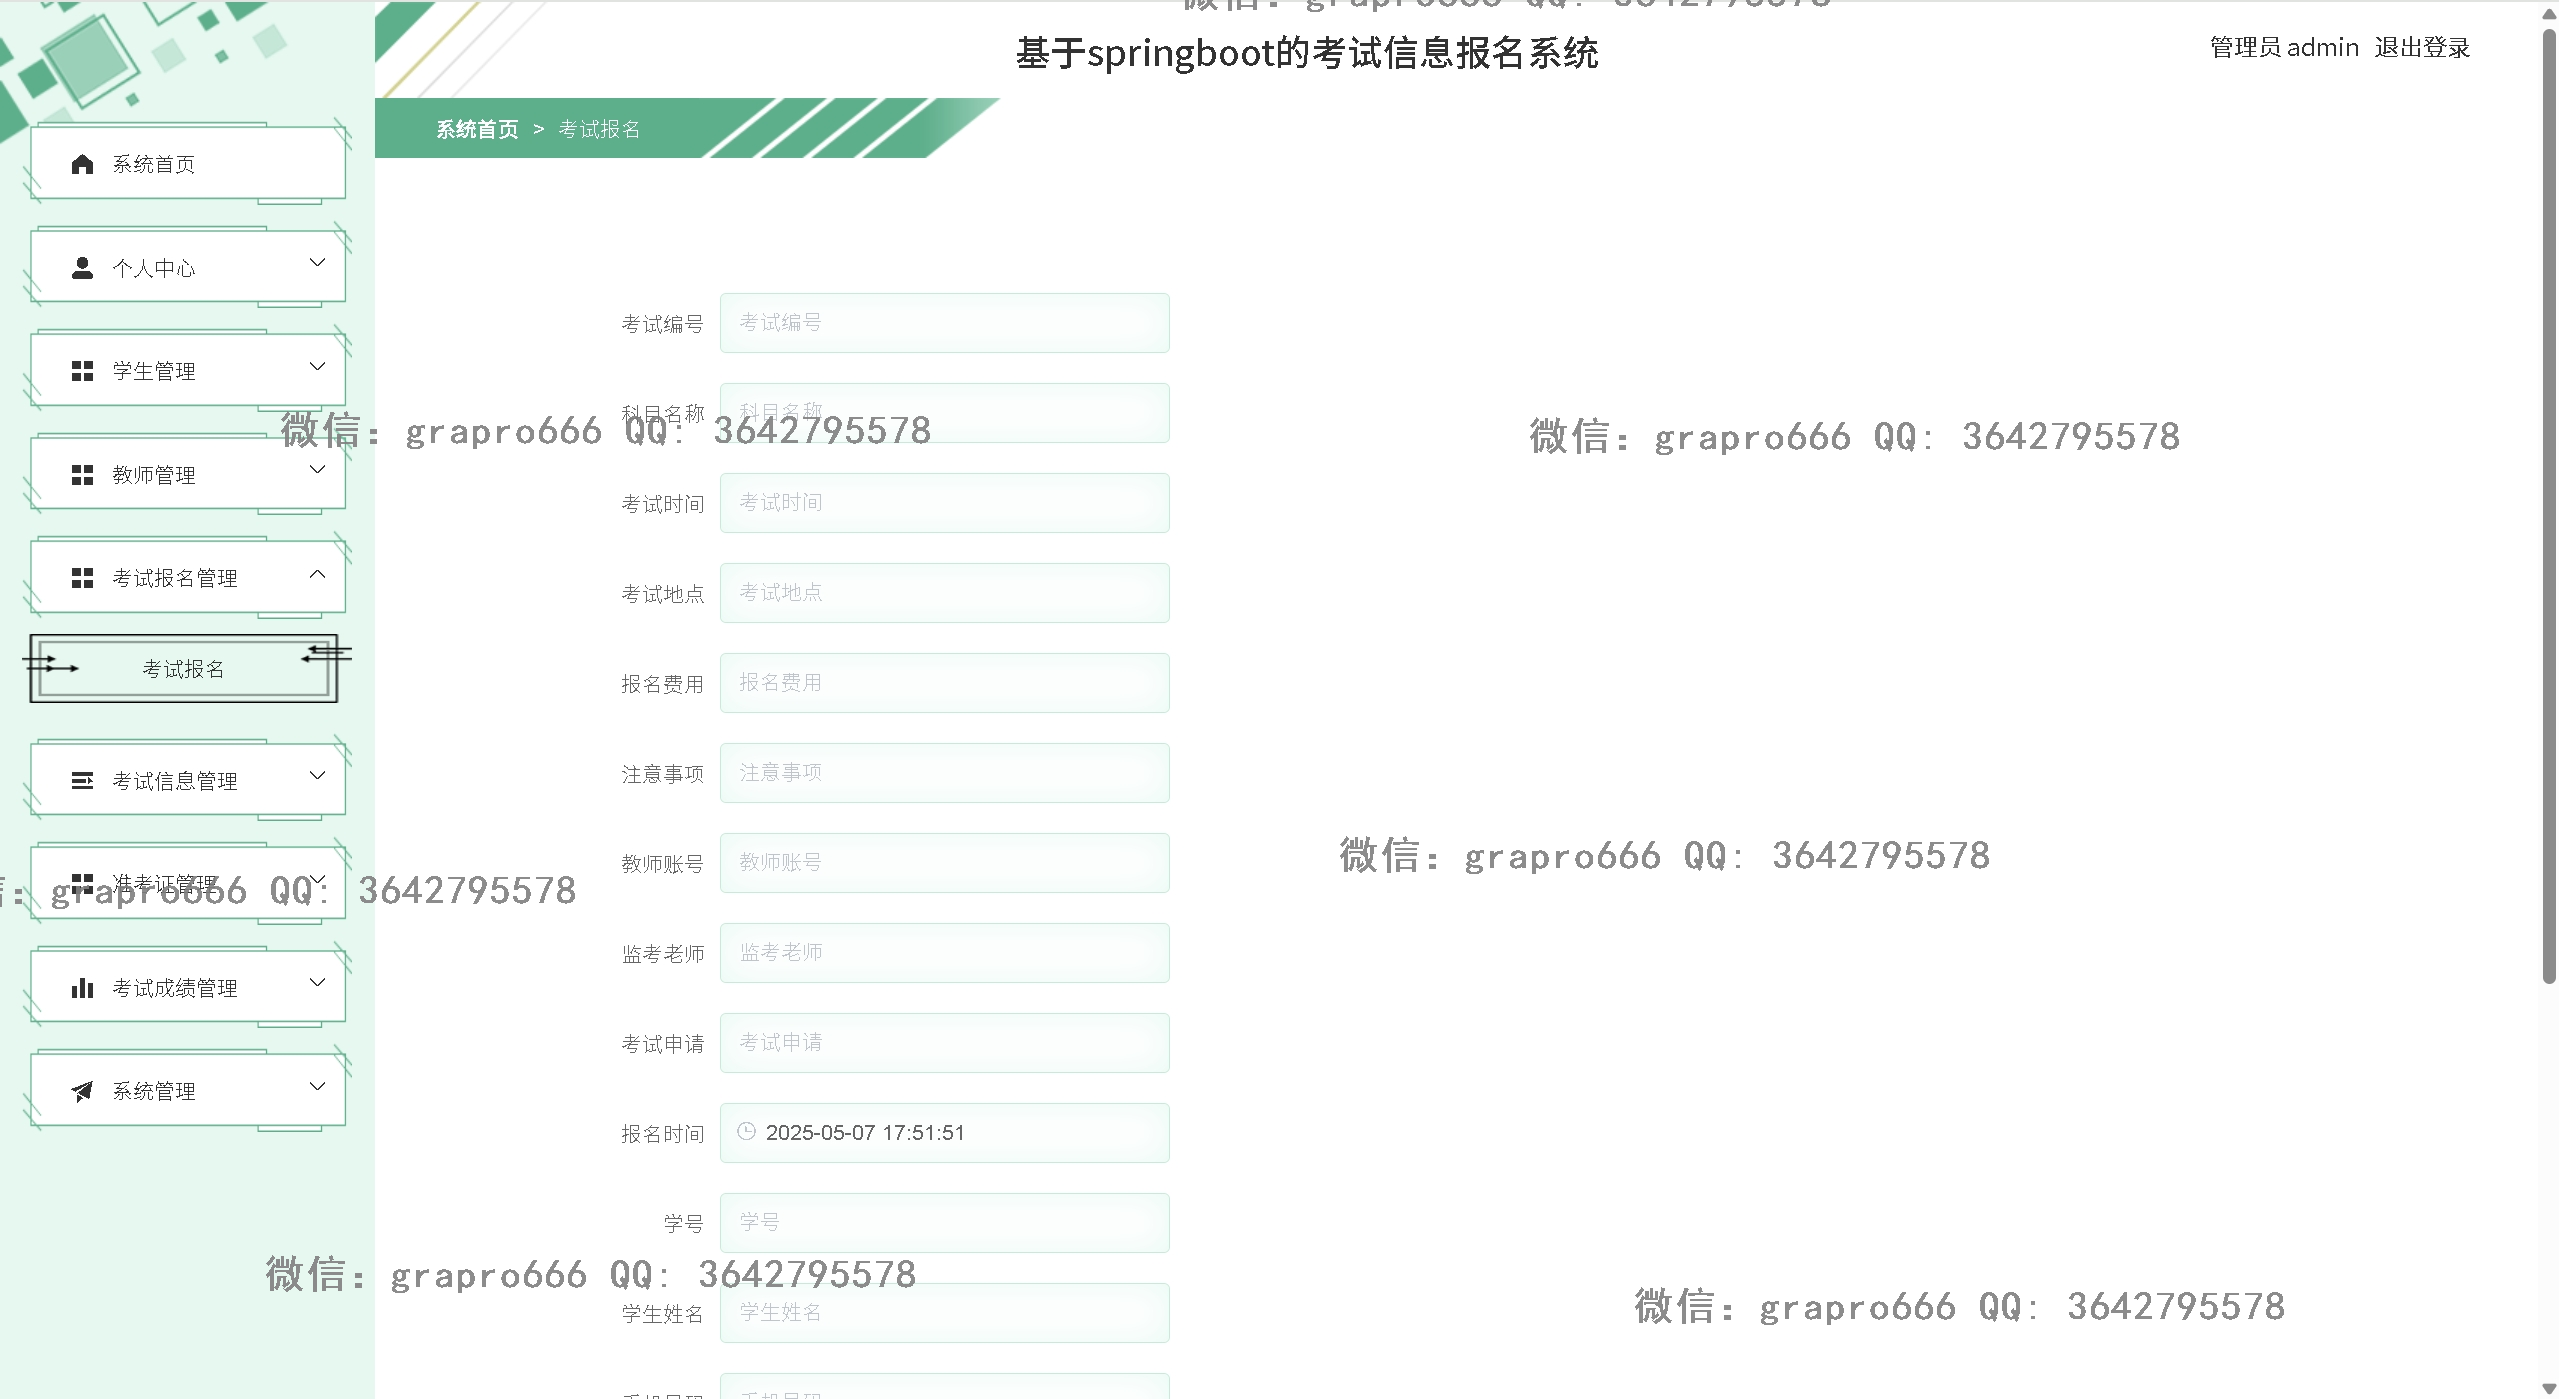 微信: grapro666 QQ: 3642795578
基于springboot的考试信息报名系统
管理员 admin 退出登录
系统首页 > 考试报名
系统首页
个人中心
学生管理
教师管理
考试报名管理
考试报名
考试信息管理
准考证管理
考试成绩管理
系统管理
考试编号 考试编号
科目名称 科目名称
微信: grapro666 QQ: 3642795578
微信: grapro666 QQ: 3642795578
考试时间 考试时间
考试地点 考试地点
报名费用 报名费用
注意事项 注意事项
教师账号 教师账号
微信: grapro666 QQ: 3642795578
: grapro666 QQ: 3642795578
监考老师 监考老师
考试申请 考试申请
报名时间 2025-05-07 17:51:51
学号 学号
微信: grapro666 QQ: 3642795578
学生姓名 学生姓名
微信: grapro666 QQ: 3642795578